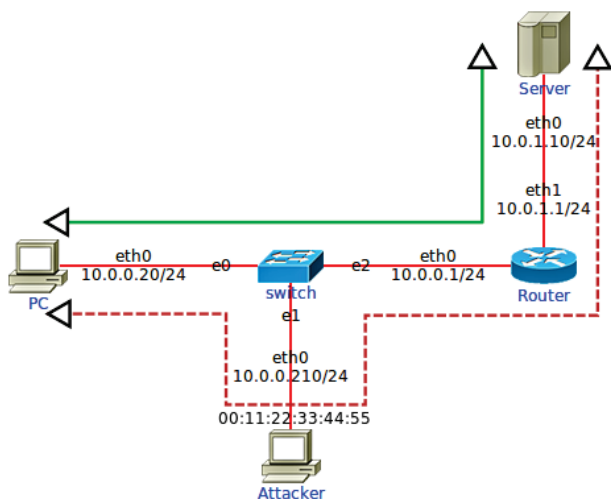 Server
eth0
10.0.1.10/24
eth1
10.0.1.1/24
eth0
10.0.0.20/24
e0
switch
e2
eth0
10.0.0.1/24
PC
Router
e1
eth0
10.0.0.210/24
00:11:22:33:44:55
Attacker